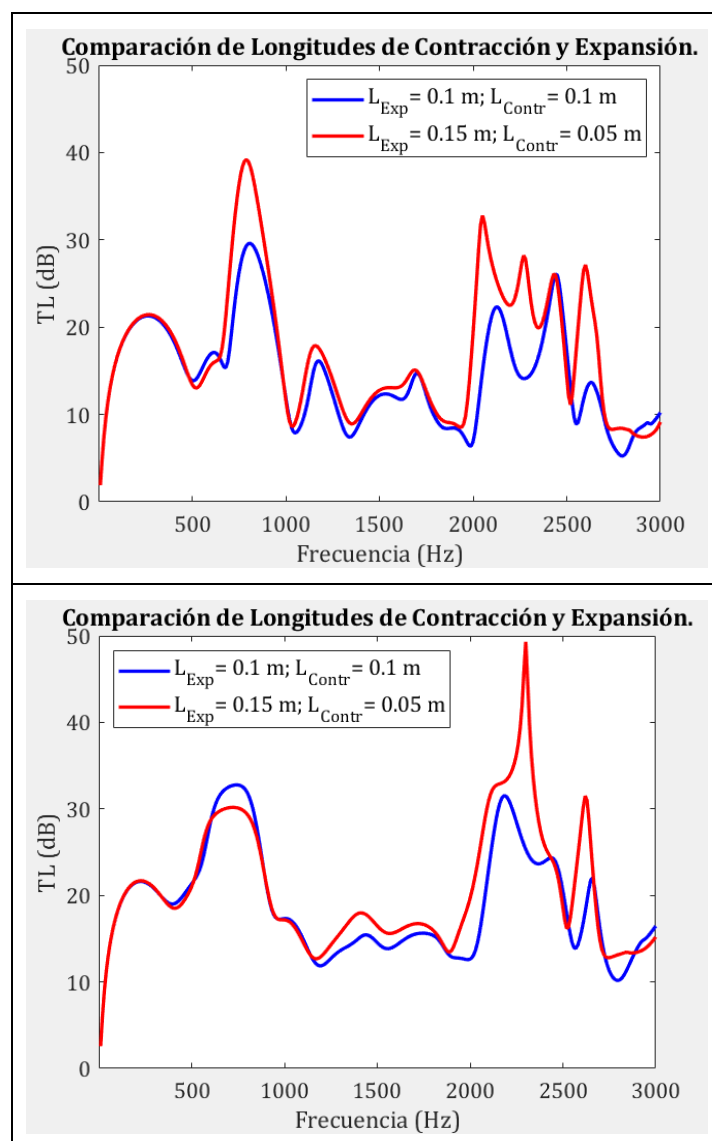 Comparación de Longitudes de Contracción y Expansión.
50
40
30
20
10
0
TL (dB)
L_Exp= 0.1 m; L_Contr= 0.1 m
L_Exp= 0.15 m; L_Contr= 0.05 m
500 1000 1500 2000 2500 3000
Frecuencia (Hz)
Comparación de Longitudes de Contracción y Expansión.
50
40
30
20
10
0
TL (dB)
L_Exp= 0.1 m; L_Contr= 0.1 m
L_Exp= 0.15 m; L_Contr= 0.05 m
500 1000 1500 2000 2500 3000
Frecuencia (Hz)